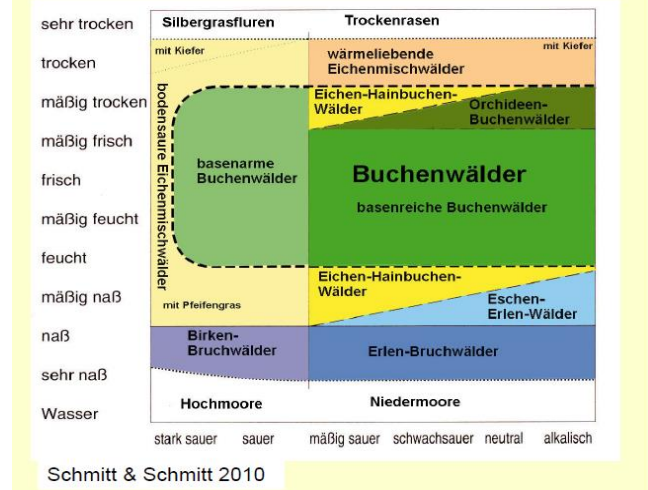 sehr trocken
Silbergrasfluren
Trockenrasen
mit Kiefer
mit Kiefer
trocken
wärmeliebende
Eichenmischwälder
mäßig trocken
bodensaure Eichenmischwälder
Eichen-Hainbuchen-
Wälder
Orchideen-
Buchenwälder
mäßig frisch
basenarme
Buchenwälder
Buchenwälder
frisch
basenreiche Buchenwälder
mäßig feucht
feucht
Eichen-Hainbuchen-
Wälder
mäßig naß
mit Pfeifengras
Eschen-
Erlen-Wälder
naß
Birken-
Bruchwälder
Erlen-Bruchwälder
sehr naß
Wasser
Hochmoore
Niedermoore
stark sauer
sauer
mäßig sauer
schwachsauer
neutral
alkalisch
Schmitt & Schmitt 2010